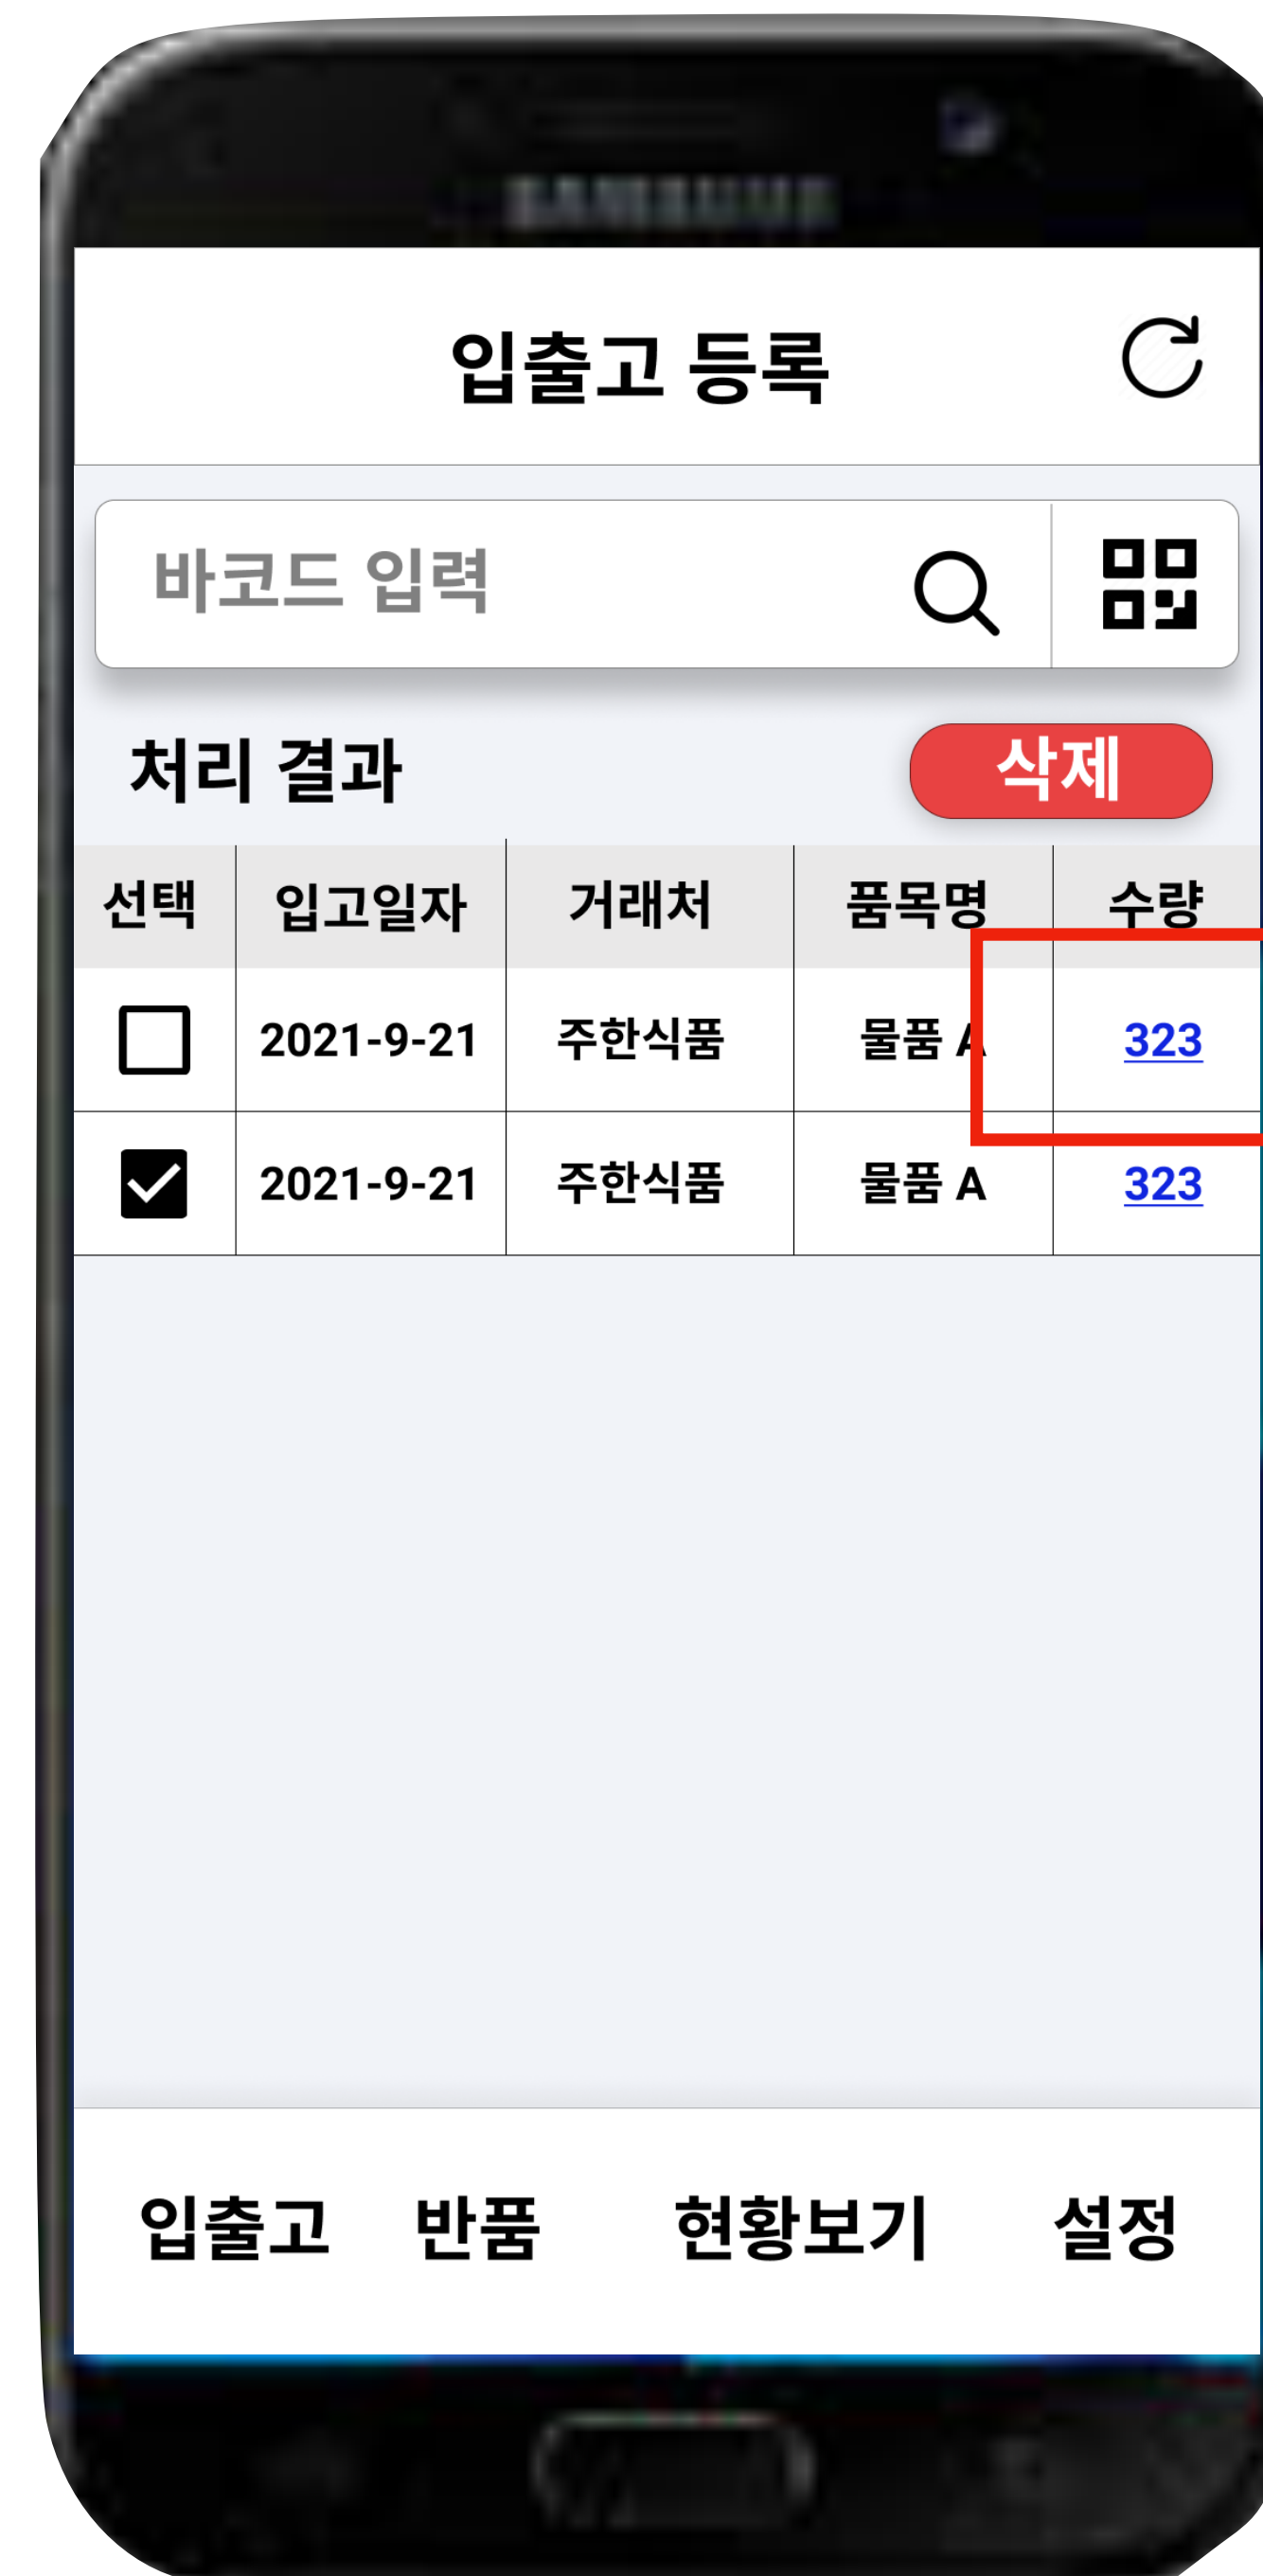 SAMSUNG
입출고 등록
바코드 입력
처리 결과 삭제
선택 입고일자 거래처 품목명 수량
2021-9-21 주한식품 물품 A 323
2021-9-21 주한식품 물품 A 323
입출고 반품 현황보기 설정